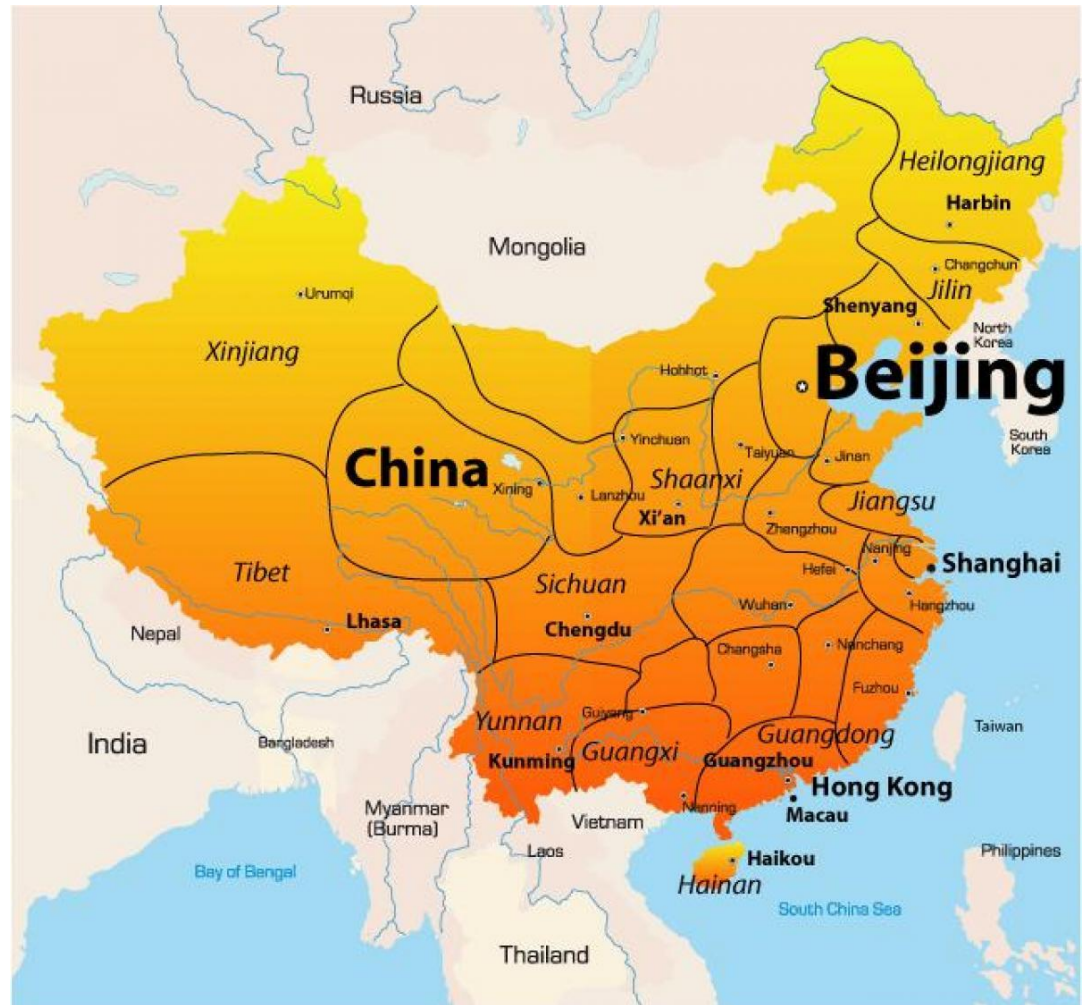 Russia
Heilongjiang
Harbin
Mongolia
Changchun
Jilin
Urumqi
Shenyang
North
Korea
Xinjiang
Hohhot
Beijing
Yinchuan
Taiyuan
South
Korea
China
Jinan
Xining
Lanzhou
Shaanxi
Jiangsu
Xi'an
Zhengzhou
Nanjing
Shanghai
Tibet
Sichuan
Hefei
Hangzhou
Wuhan
Lhasa
Chengdu
Nepal
Changsha
Nanchang
Fuzhou
Yunnan
Guiyang
Guangdong
Taiwan
India
Bangladesh
Guangxi
Kunming
Guangzhou
Hong Kong
Myanmar
(Burma)
Nanning
Macau
Vietnam
Laos
Haikou
Philippines
Bay of Bengal
Hainan
South China Sea
Thailand